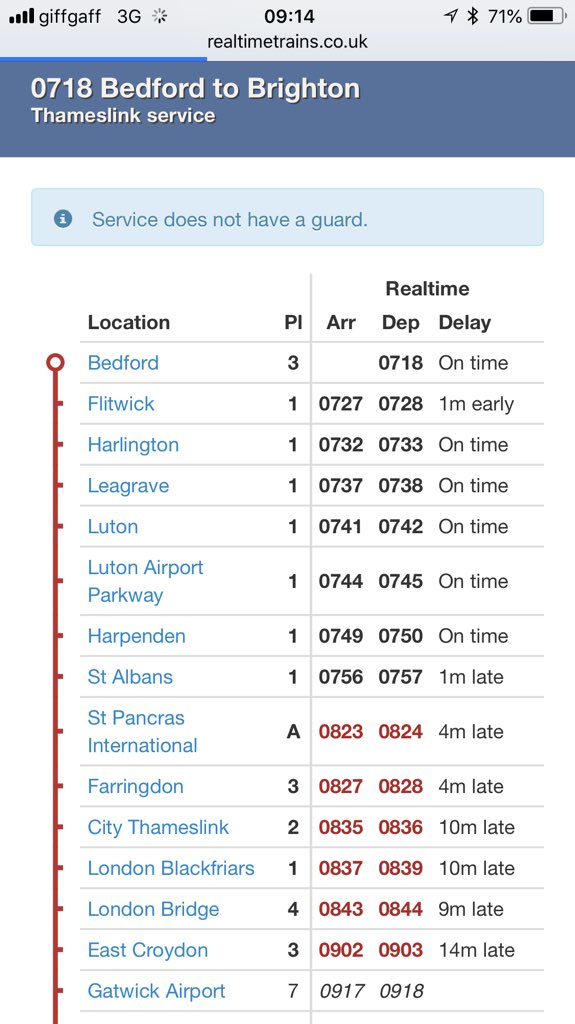 giffgaff 3G 09:14 71%
realtimetrains.co.uk
0718 Bedford to Brighton
Thameslink service
Service does not have a guard.
Realtime
Location Pl Arr Dep Delay
Bedford 3 0718 On time
Flitwick 1 0727 0728 1m early
Harlington 1 0732 0733 On time
Leagrave 1 0737 0738 On time
Luton 1 0741 0742 On time
Luton Airport
Parkway 1 0744 0745 On time
Harpenden 1 0749 0750 On time
St Albans 1 0756 0757 1m late
St Pancras
International A 0823 0824 4m late
Farringdon 3 0827 0828 4m late
City Thameslink 2 0835 0836 10m late
London Blackfriars 1 0837 0839 10m late
London Bridge 4 0843 0844 9m late
East Croydon 3 0902 0903 14m late
Gatwick Airport 7 0917 0918